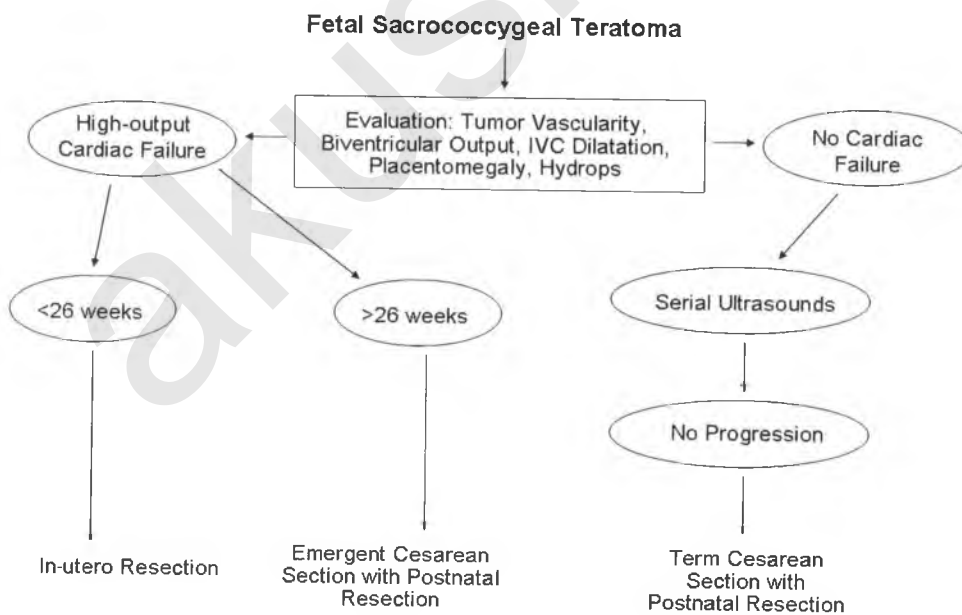 Fetal Sacrococcygeal Teratoma
High-output
Cardiac Failure
Evaluation: Tumor Vascularity,
Biventricular Output, IVC Dilatation,
Placentomegaly, Hydrops
No Cardiac
Failure
<26 weeks
>26 weeks
Serial Ultrasounds
No Progression
In-utero Resection
Emergent Cesarean
Section with Postnatal
Resection
Term Cesarean
Section with
Postnatal Resection